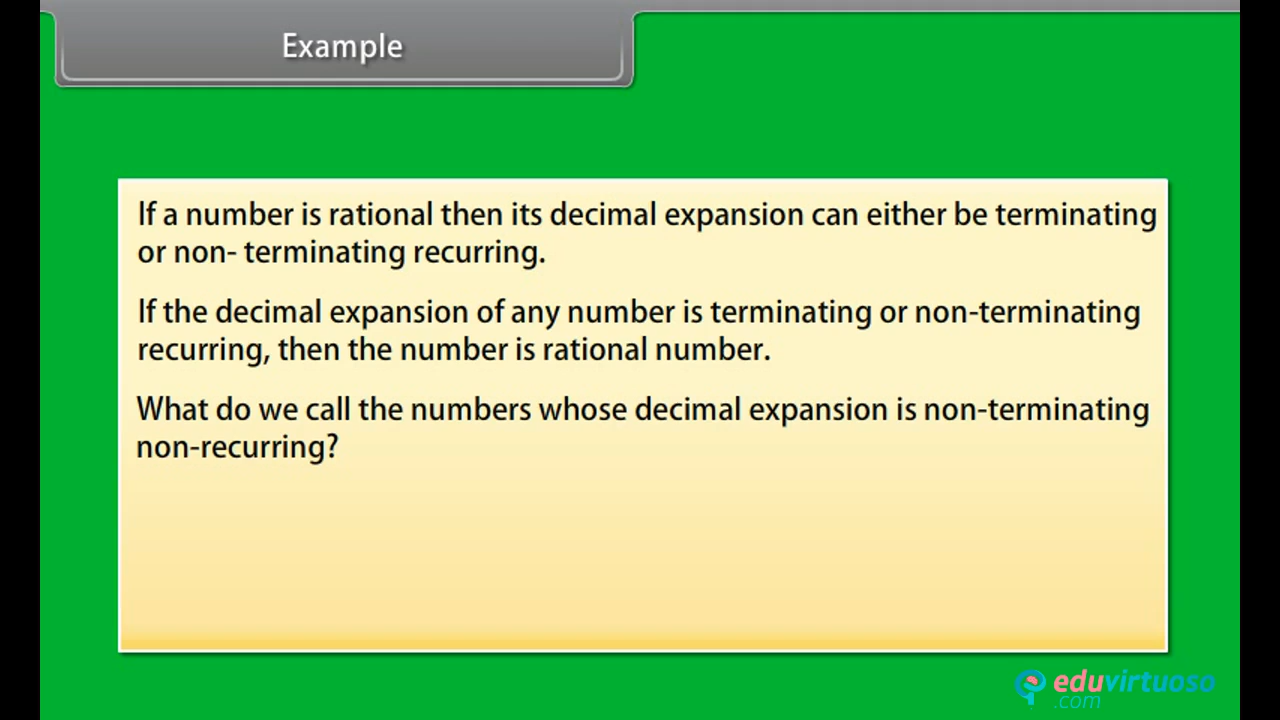 Example
If a number is rational then its decimal expansion can either be terminating
or non- terminating recurring.
If the decimal expansion of any number is terminating or non-terminating
recurring, then the number is rational number.
What do we call the numbers whose decimal expansion is non-terminating
non-recurring?
eduvirtuoso
.com